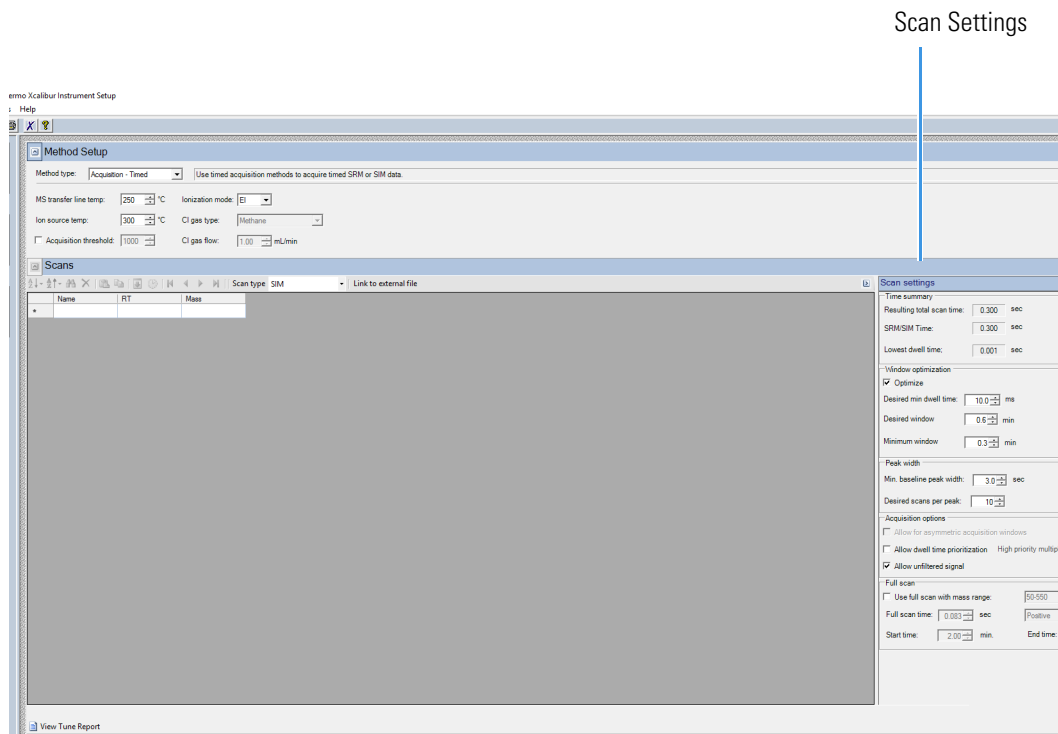 Scan Settings
ermo Xcalibur Instrument Setup
s Help
Method Setup
Method type: Acquisition - Timed Use timed acquisition methods to acquire timed SRM or SIM data.
MS transfer line temp: 250 °C Ionization mode: EI
Ion source temp: 300 °C CI gas type: Methane
Acquisition threshold: 1000 CI gas flow: 1.00 mL/min
Scans
Scan type SIM Link to external file
Name RT Mass
*
Scan settings
Time summary
Resulting total scan time: 0.300 sec
SRM/SIM Time: 0.300 sec
Lowest dwell time; 0.001 sec
Window optimization
Optimize
Desired min dwell time: 10.0 ms
Desired window 0.6 min
Minimum window 0.3 min
Peak width
Min. baseline peak width: 3.0 sec
Desired scans per peak: 10
Acquisition options
Allow for asymmetric acquisition windows
Allow dwell time prioritization High priority multip
Allow unfiltered signal
Full scan
Use full scan with mass range: 50-550
Full scan time: 0.083 sec Positive
Start time: 2.00 min. End time:
View Tune Report